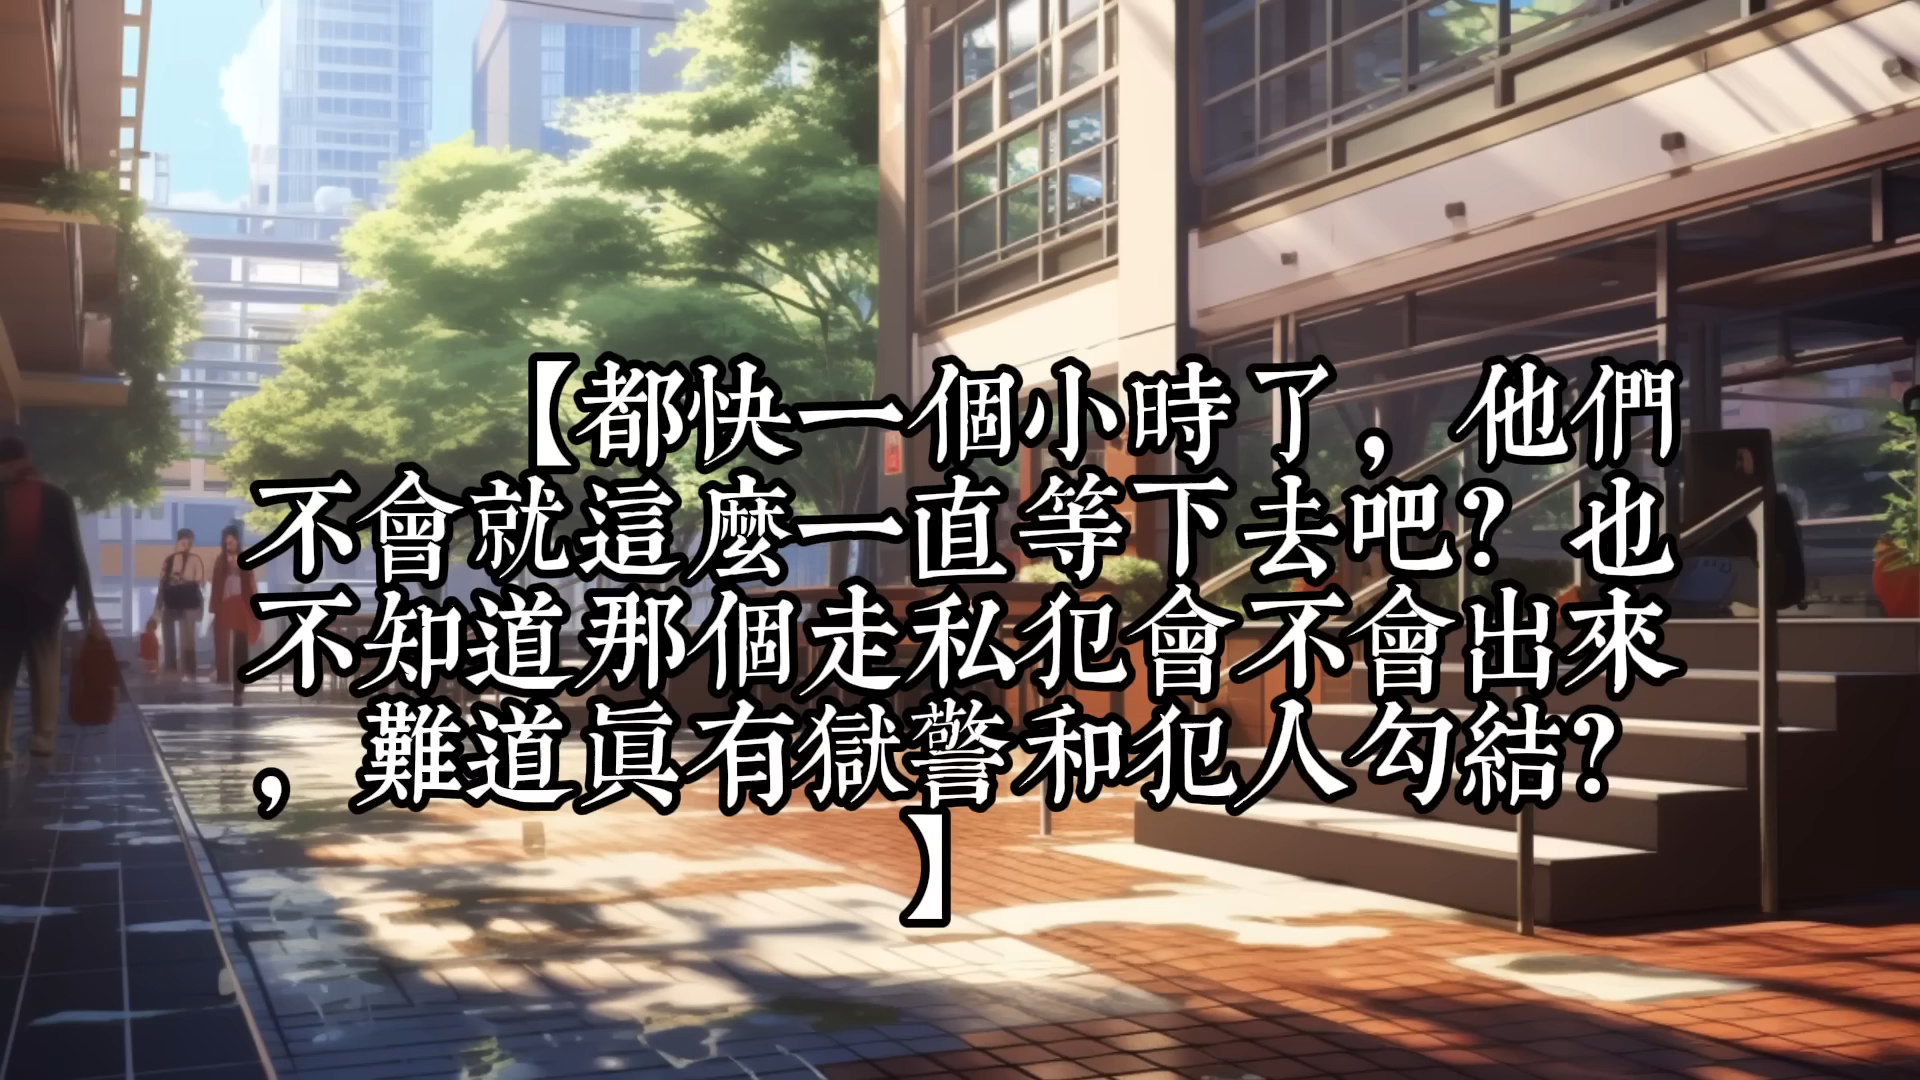 【都快一個小時了，他們
不會就這麼一直等下去吧？也
不知道那個走私犯會不會出來
，難道眞有獄警和犯人勾結？
】